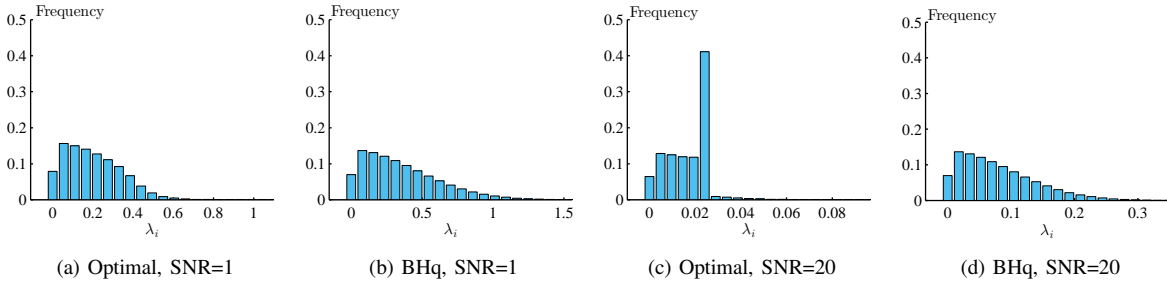 Frequency
0.5
0.4
0.3
0.2
0.1
0
0 0.2 0.4 0.6 0.8 1
λi
(a) Optimal, SNR=1
Frequency
0.5
0.4
0.3
0.2
0.1
0
0 0.5 1 1.5
λi
(b) BHq, SNR=1
Frequency
0.5
0.4
0.3
0.2
0.1
0
0 0.02 0.04 0.06 0.08
λi
(c) Optimal, SNR=20
Frequency
0.5
0.4
0.3
0.2
0.1
0
0 0.1 0.2 0.3
λi
(d) BHq, SNR=20